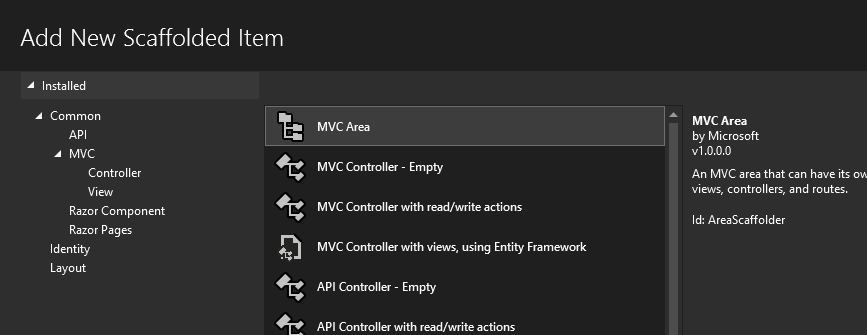 Add New Scaffolded Item
Installed
Common
API
MVC
Controller
View
Razor Component
Razor Pages
Identity
Layout
MVC Area
MVC Controller - Empty
MVC Controller with read/write actions
MVC Controller with views, using Entity Framework
API Controller - Empty
API Controller with read/write actions
MVC Area
by Microsoft
v1.0.0.0
An MVC area that can have its
views, controllers, and routes.
Id: AreaScaffolder